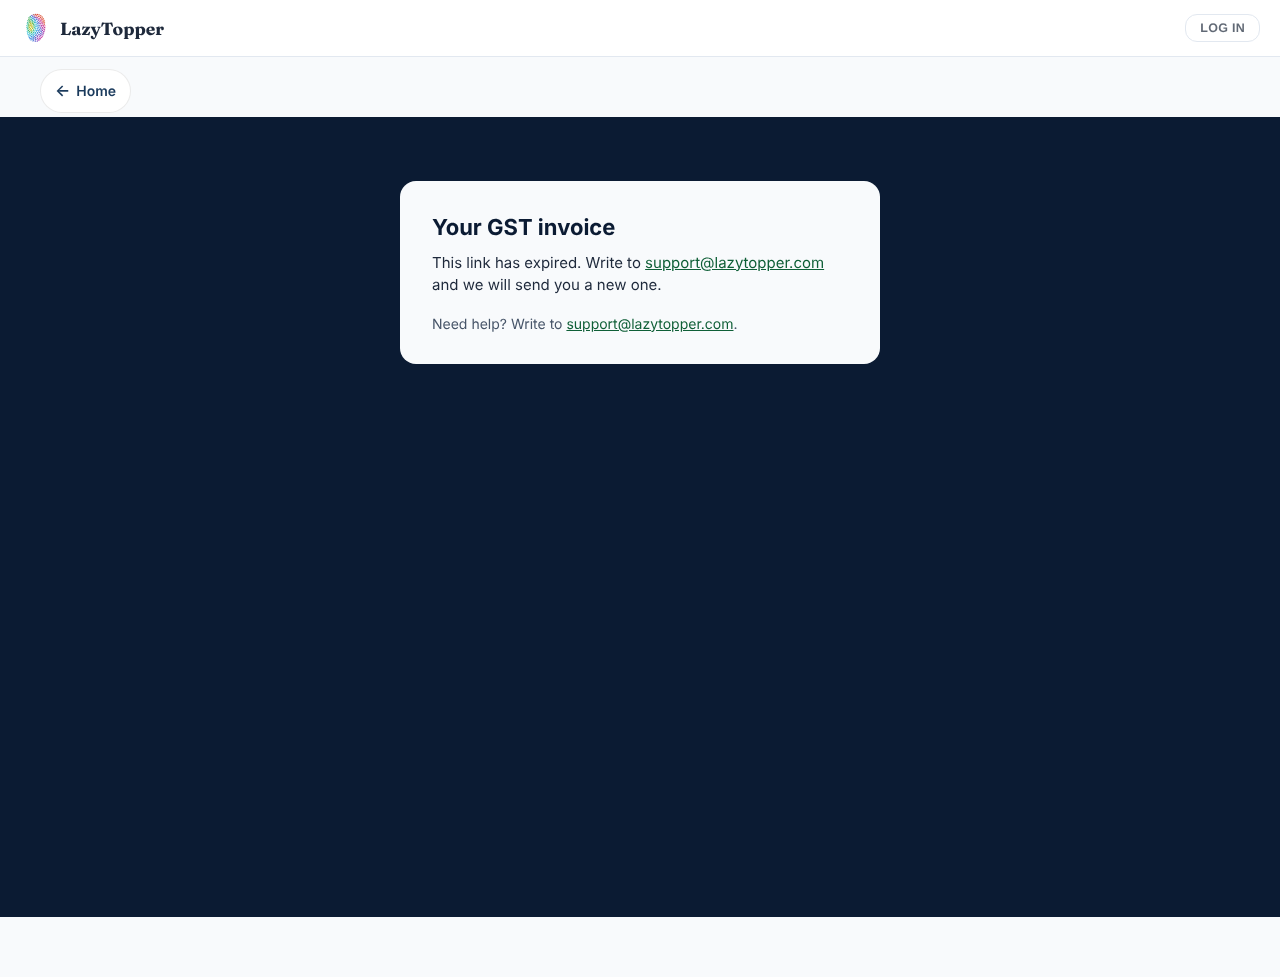 LazyTopper
LOG IN
← Home
Your GST invoice
This link has expired. Write to support@lazytopper.com
and we will send you a new one.
Need help? Write to support@lazytopper.com.